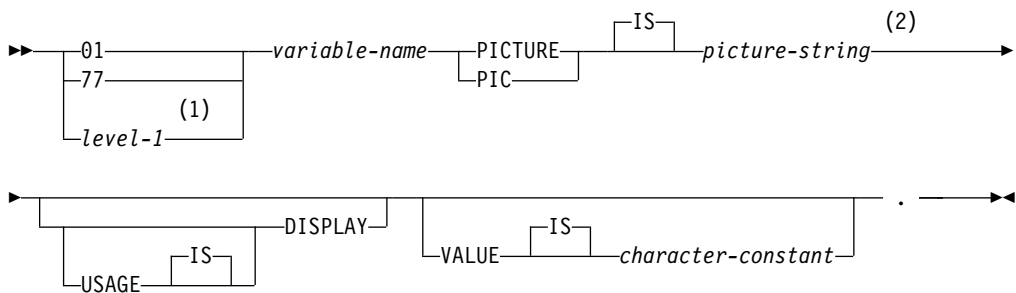 IS (2)
01 variable-name PICTURE picture-string
77 PIC
(1)
level-1
DISPLAY IS .
IS VALUE character-constant
USAGE